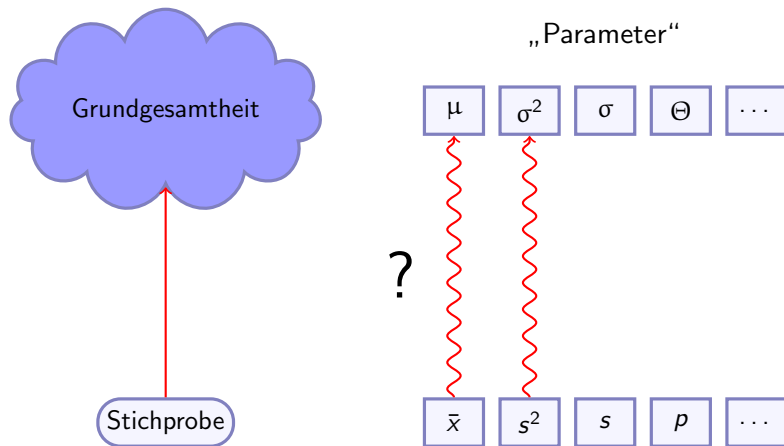 „Parameter“
Grundgesamtheit
μ σ² σ Θ ···
?
Stichprobe
x̄ s² s p ···